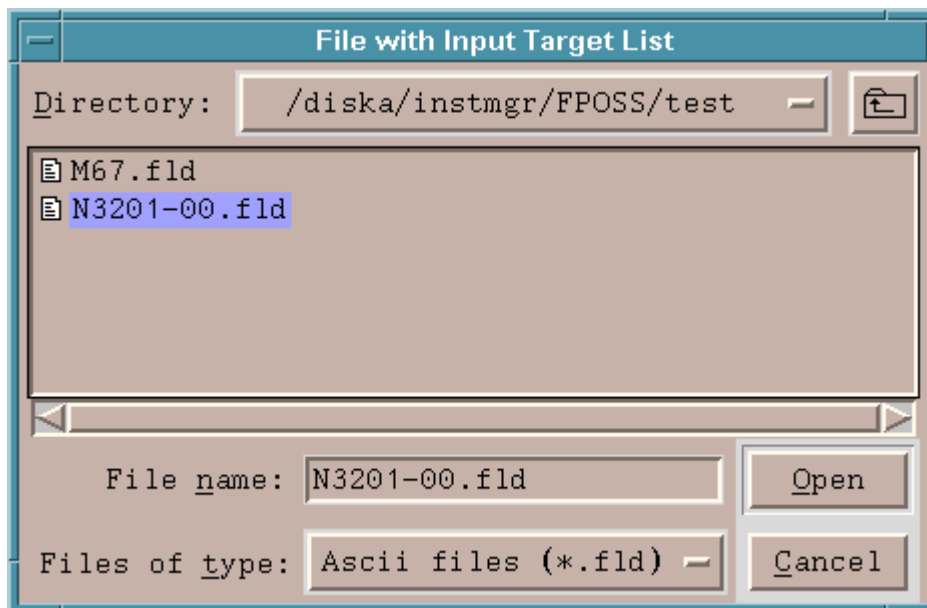 File with Input Target List
Directory: /diska/instmgr/FPOSS/test
M67.fld
N3201-00.fld
File name: N3201-00.fld Open
Files of type: Ascii files (*.fld) Cancel